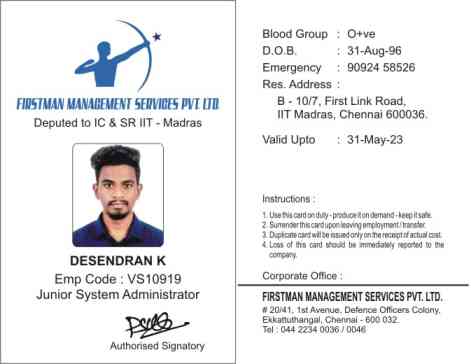 FIRSTMAN MANAGEMENT SERVICES PVT. LTD.
Deputed to IC & SR IIT - Madras
DESENDRAN K
Emp Code : VS10919
Junior System Administrator
Authorised Signatory
Blood Group : O+ve
D.O.B. : 31-Aug-96
Emergency : 90924 58526
Res. Address :
B - 10/7, First Link Road,
IIT Madras, Chennai 600036.
Valid Upto : 31-May-23
Instructions :
1. Use this card on duty - produce it on demand - keep it safe.
2. Surrender this card upon leaving employment / transfer.
3. Duplicate card will be issued only on the receipt of actual cost.
4. Loss of this card should be immediately reported to the
company.
Corporate Office :
FIRSTMAN MANAGEMENT SERVICES PVT. LTD.
# 20/41, 1st Avenue, Defence Officers Colony,
Ekkattuthangal, Chennai - 600 032.
Tel : 044 2234 0036 / 0046